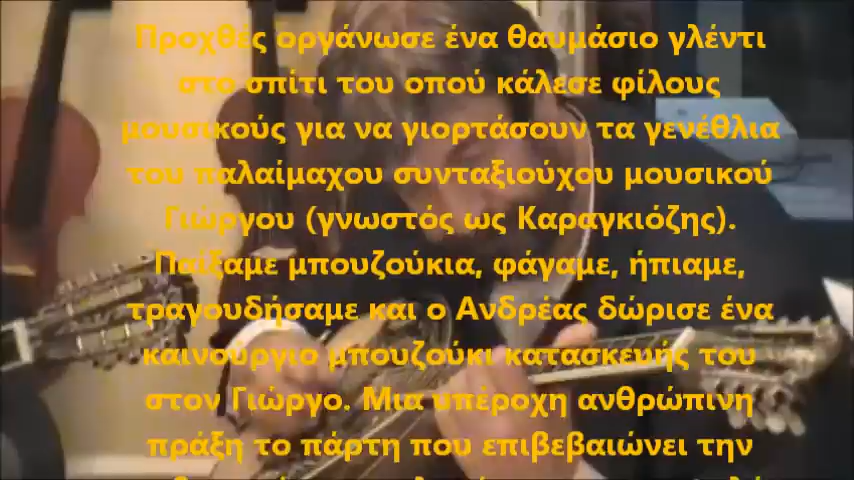 Προχθές οργάνωσε ένα θαυμάσιο γλέντι
στο σπίτι του οπού κάλεσε φίλους
μουσικούς για να γιορτάσουν τα γενέθλια
του παλαίμαχου συνταξιούχου μουσικού
Γιώργου (γνωστός ως Καραγκιόζης).
Παίξαμε μπουζούκια, φάγαμε, ήπιαμε,
τραγουδήσαμε και ο Ανδρέας δώρισε ένα
καινούργιο μπουζούκι κατασκευής του
στον Γιώργο. Μια υπέροχη ανθρώπινη
πράξη το πάρτη που επιβεβαιώνει την